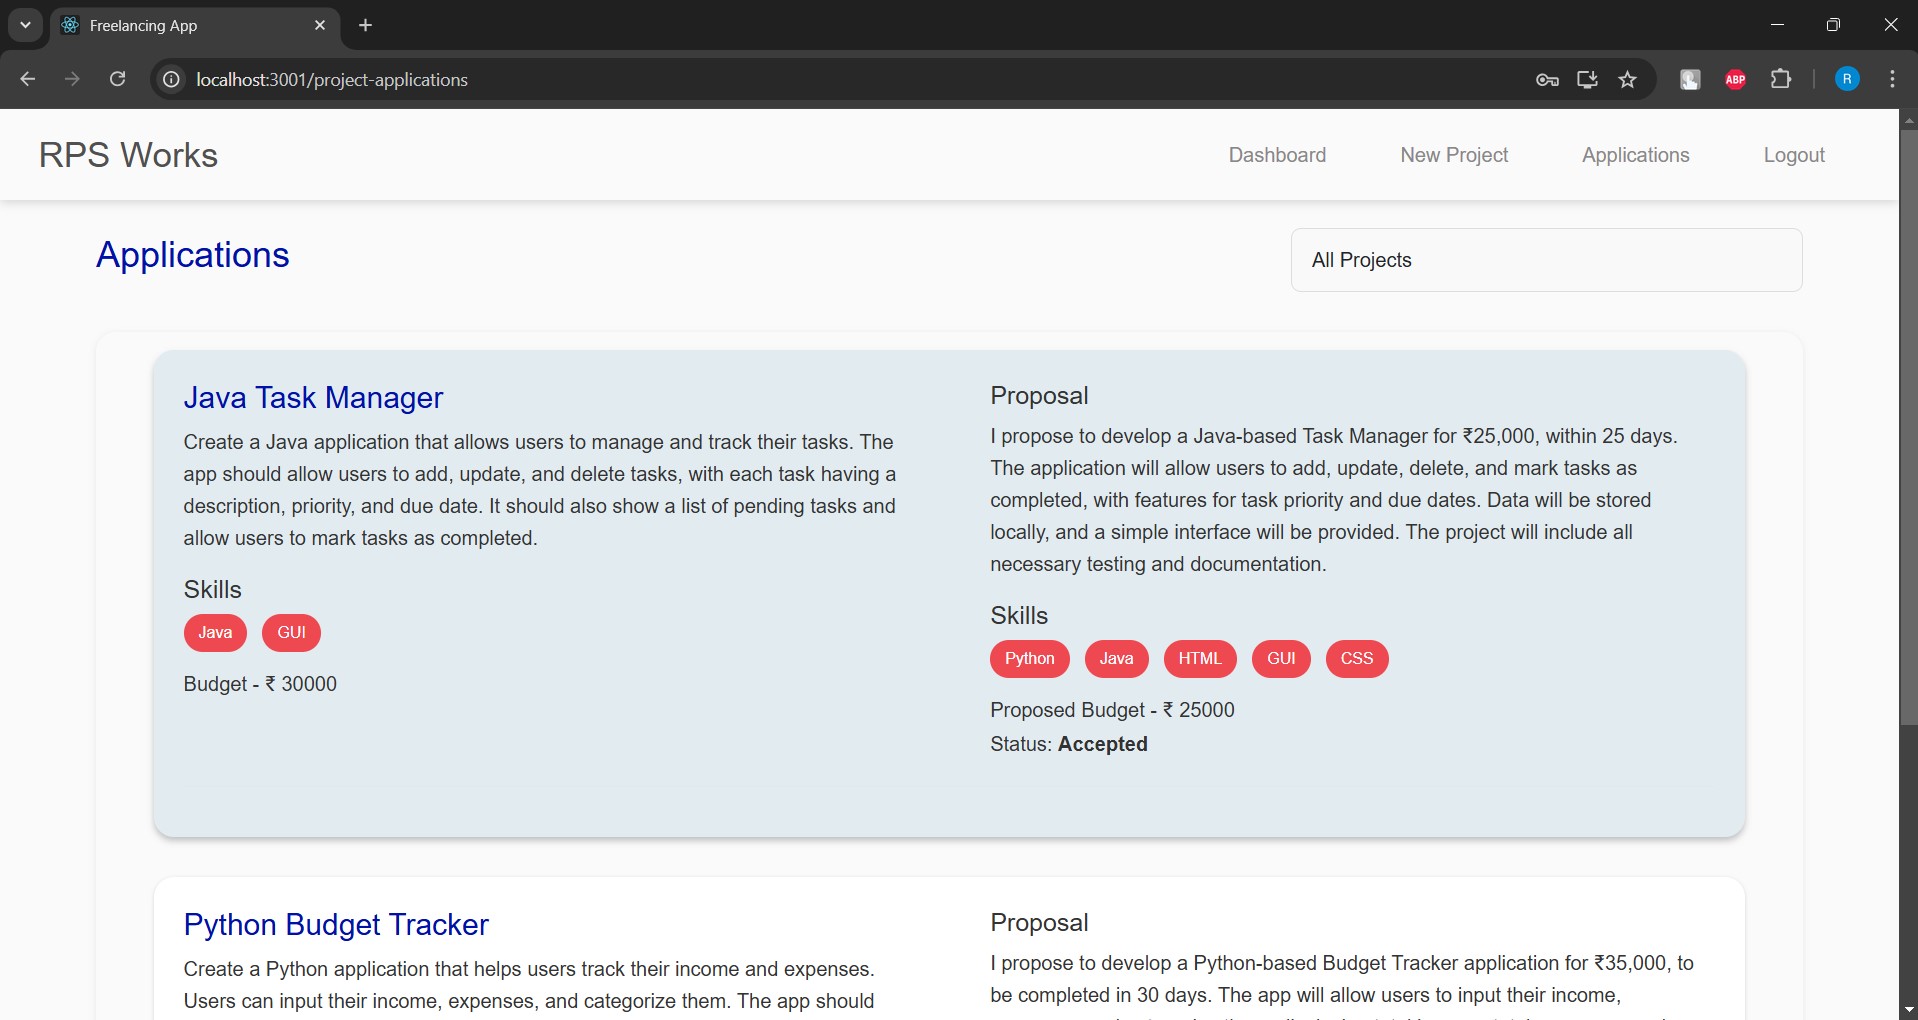 Freelancing App
localhost:3001/project-applications
ABP
R
RPS Works
Dashboard
New Project
Applications
Logout
Applications
All Projects
Java Task Manager
Create a Java application that allows users to manage and track their tasks. The
app should allow users to add, update, and delete tasks, with each task having a
description, priority, and due date. It should also show a list of pending tasks and
allow users to mark tasks as completed.
Skills
Java
GUI
Budget - ₹ 30000
Proposal
I propose to develop a Java-based Task Manager for ₹25,000, within 25 days.
The application will allow users to add, update, delete, and mark tasks as
completed, with features for task priority and due dates. Data will be stored
locally, and a simple interface will be provided. The project will include all
necessary testing and documentation.
Skills
Python
Java
HTML
GUI
CSS
Proposed Budget - ₹ 25000
Status: Accepted
Python Budget Tracker
Create a Python application that helps users track their income and expenses.
Users can input their income, expenses, and categorize them. The app should
Proposal
I propose to develop a Python-based Budget Tracker application for ₹35,000, to
be completed in 30 days. The app will allow users to input their income,